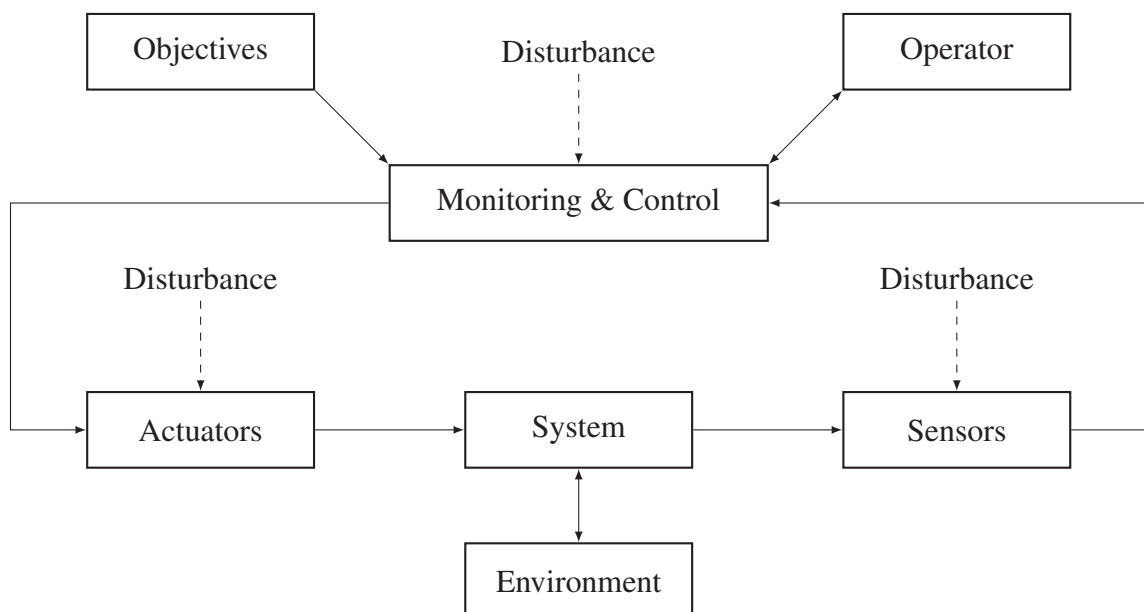 Objectives
Disturbance
Operator
Monitoring & Control
Disturbance
Disturbance
Actuators
System
Sensors
Environment